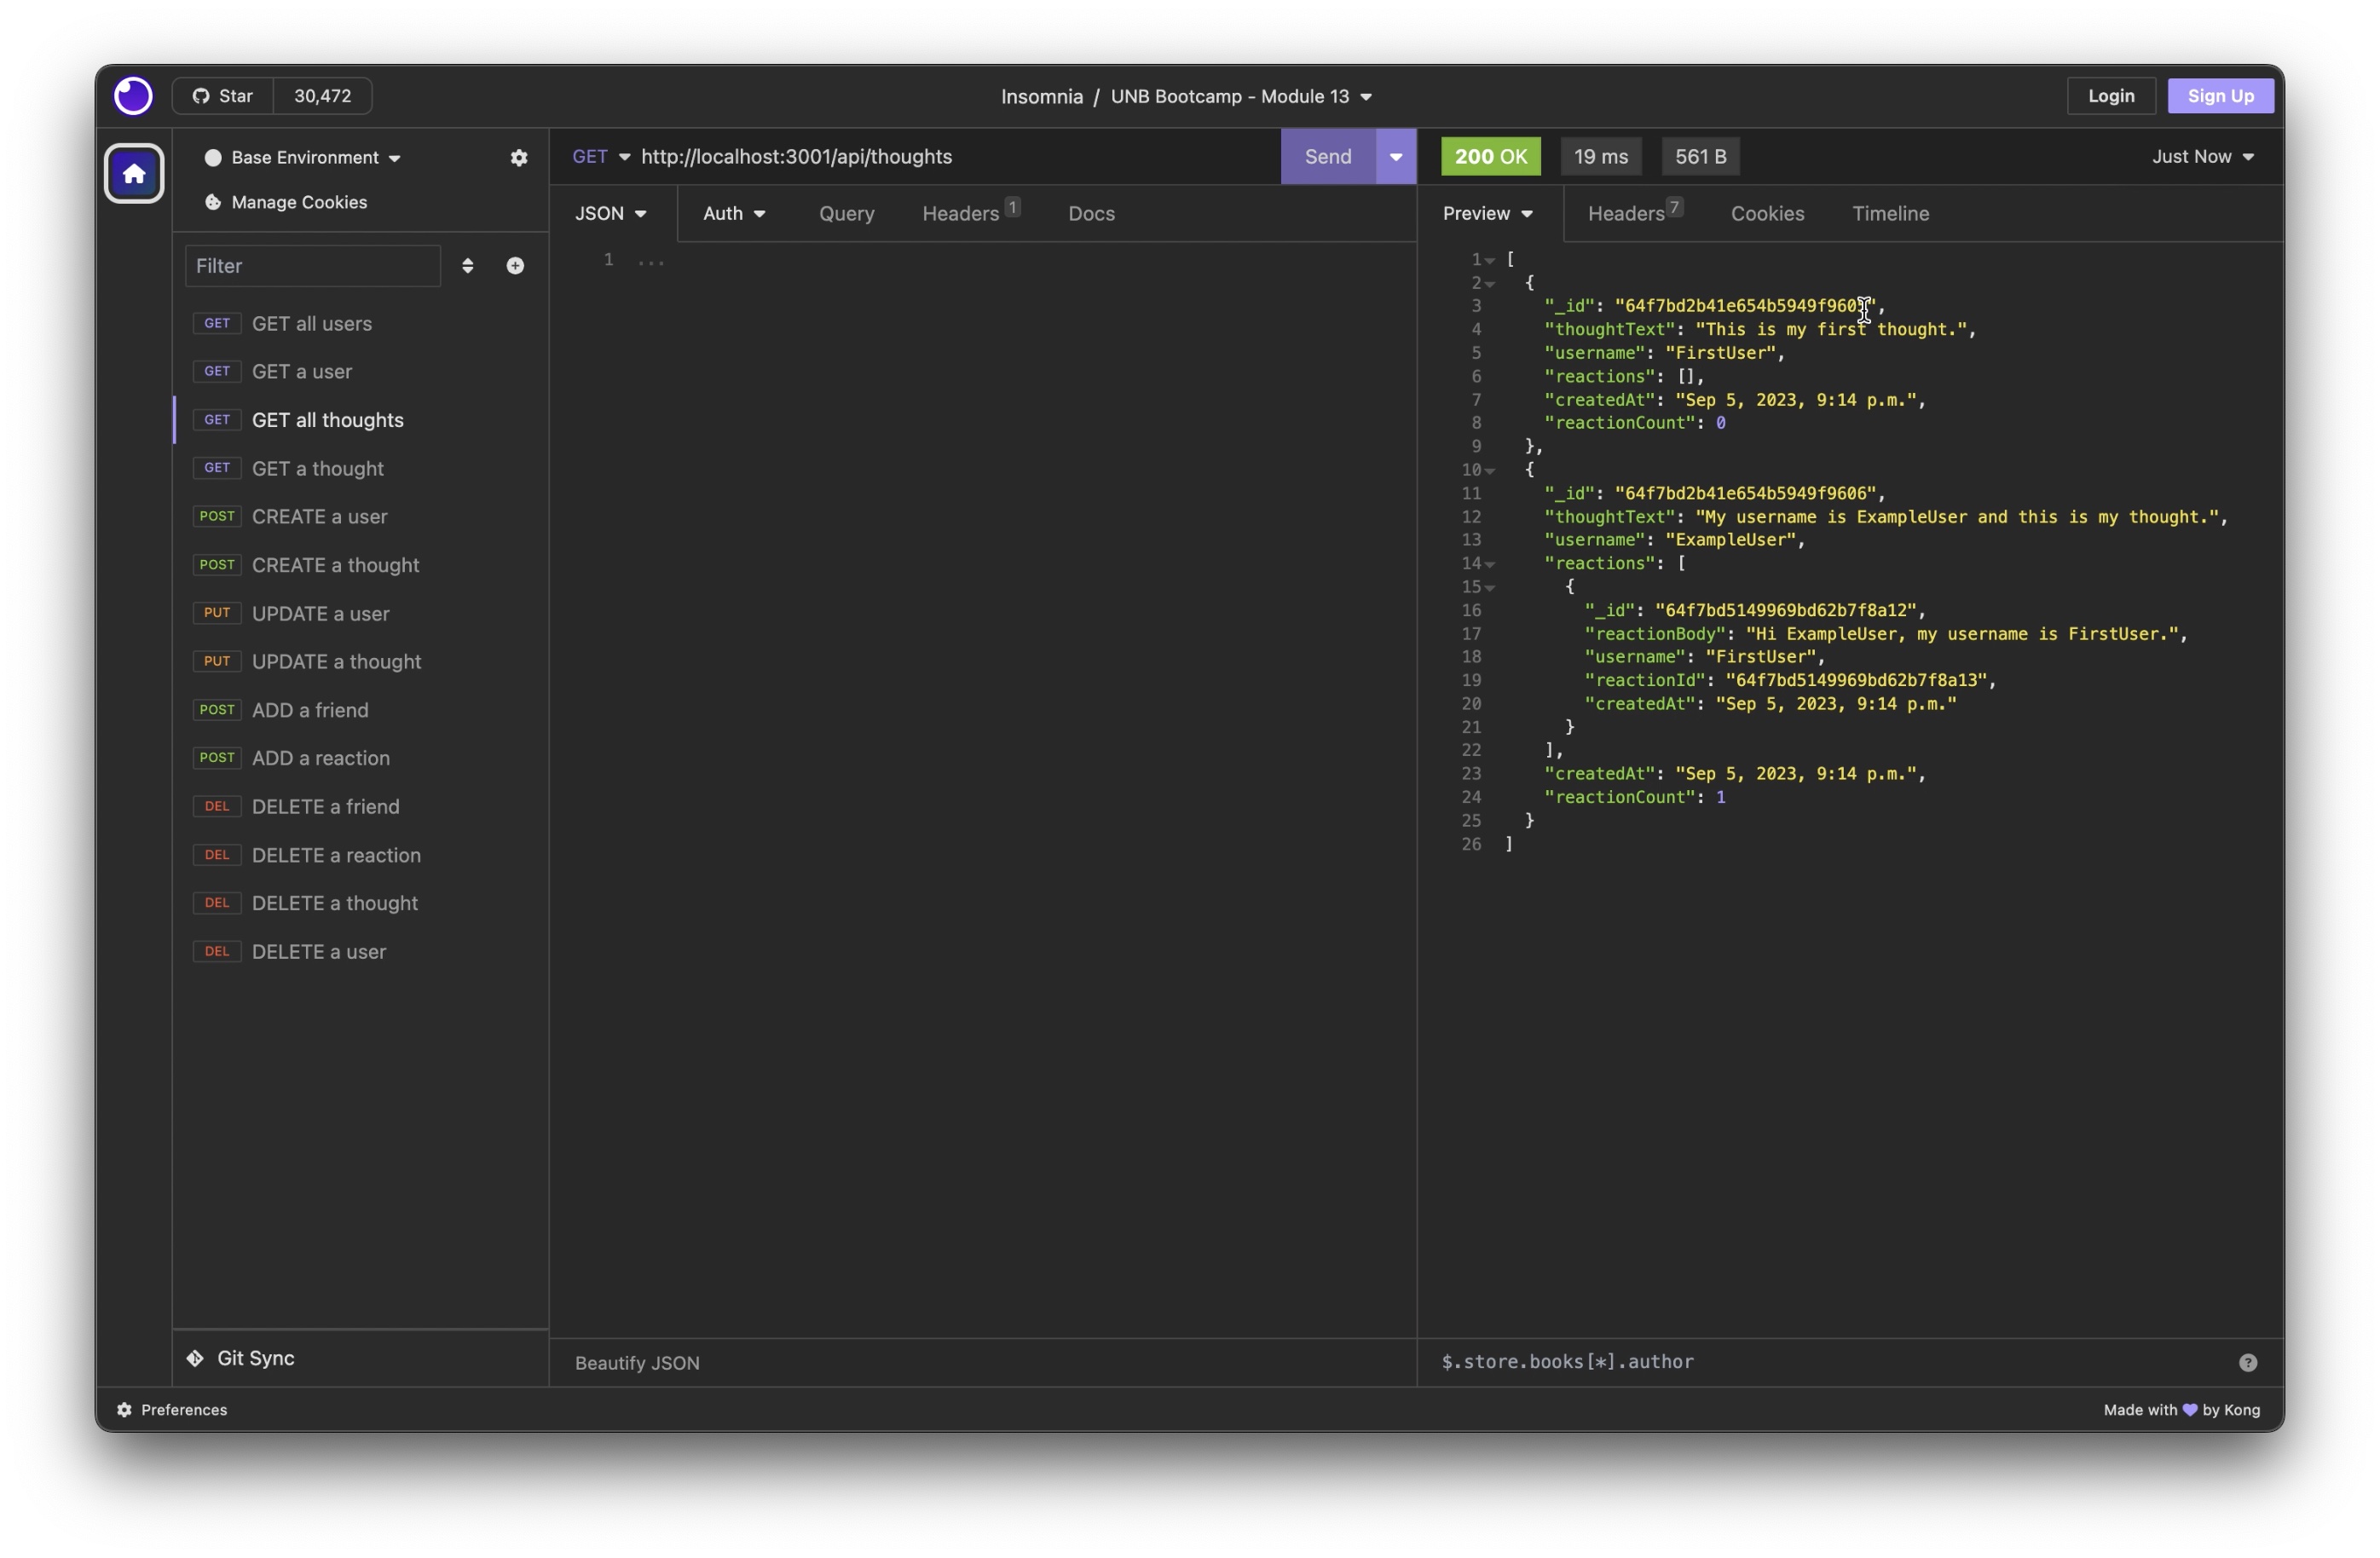 Star 30,472
Insomnia / UNB Bootcamp - Module 13
Login
Sign Up
Base Environment
Manage Cookies
Filter
GET GET all users
GET GET a user
GET GET all thoughts
GET GET a thought
POST CREATE a user
POST CREATE a thought
PUT UPDATE a user
PUT UPDATE a thought
POST ADD a friend
POST ADD a reaction
DEL DELETE a friend
DEL DELETE a reaction
DEL DELETE a thought
DEL DELETE a user
Git Sync
GET http://localhost:3001/api/thoughts
Send
JSON Auth Query Headers 1 Docs
1 ...
Beautify JSON
200 OK 19 ms 561 B
Just Now
Preview Headers 7 Cookies Timeline
1 [
2 {
3 "_id":
4 "thoughtText": "This is my first thought.",
5 "username": "FirstUser",
6 "reactions": [],
7 "createdAt": "Sep 5, 2023, 9:14 p.m.",
8 "reactionCount": 0
9 },
10 {
11 "_id": "64f7bd2b41e654b5949f9606",
12 "thoughtText": "My username is ExampleUser and this is my thought.",
13 "username": "ExampleUser",
14 "reactions": [
15 {
16 "_id": "64f7bd5149969bd62b7f8a12",
17 "reactionBody": "Hi ExampleUser, my username is FirstUser.",
18 "username": "FirstUser",
19 "reactionId": "64f7bd5149969bd62b7f8a13",
20 "createdAt": "Sep 5, 2023, 9:14 p.m."
21 }
22 ],
23 "createdAt": "Sep 5, 2023, 9:14 p.m.",
24 "reactionCount": 1
25 }
26 ]
$.store.books[*].author
?
Preferences
Made with 💜 by Kong